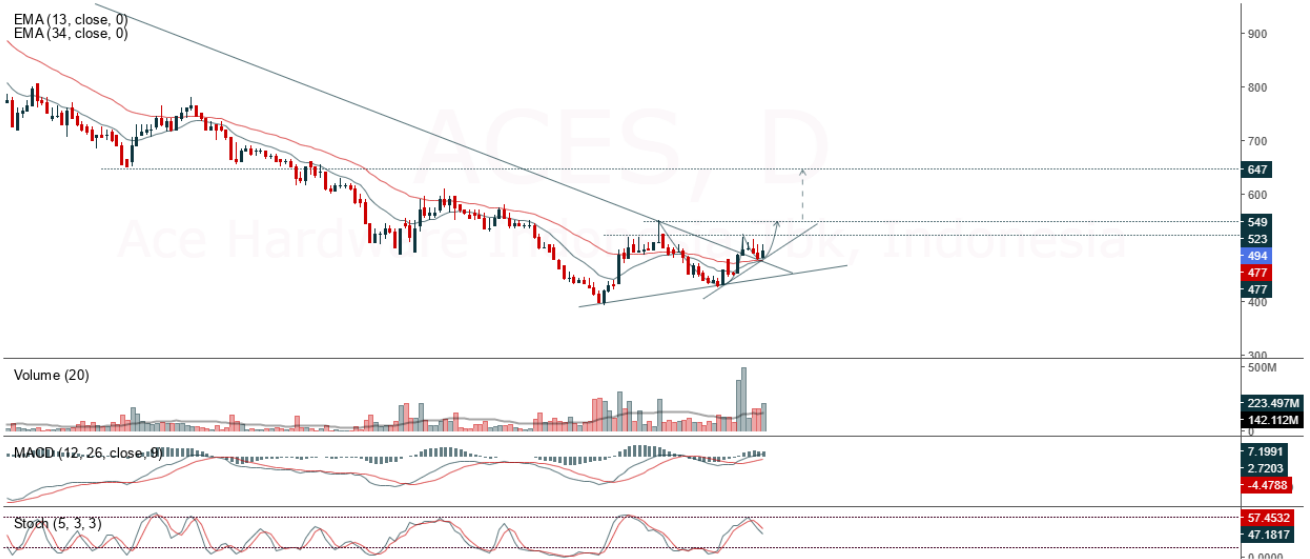 EMA (13, close, 0)
EMA (34, close, 0)
ACES, D
Ace Hardware Indonesia Tbk, Indonesia
900
800
700
647
600
549
523
494
477
477
400
300
Volume (20)
500M
223.497M
142.112M
0
MACD (12, 26, close, 9)
7.1991
2.7203
-4.4788
Stoch (5, 3, 3)
57.4532
47.1817
0.0000